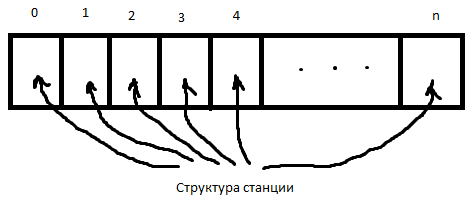 0 1 2 3 4 n
. . .
Структура станции